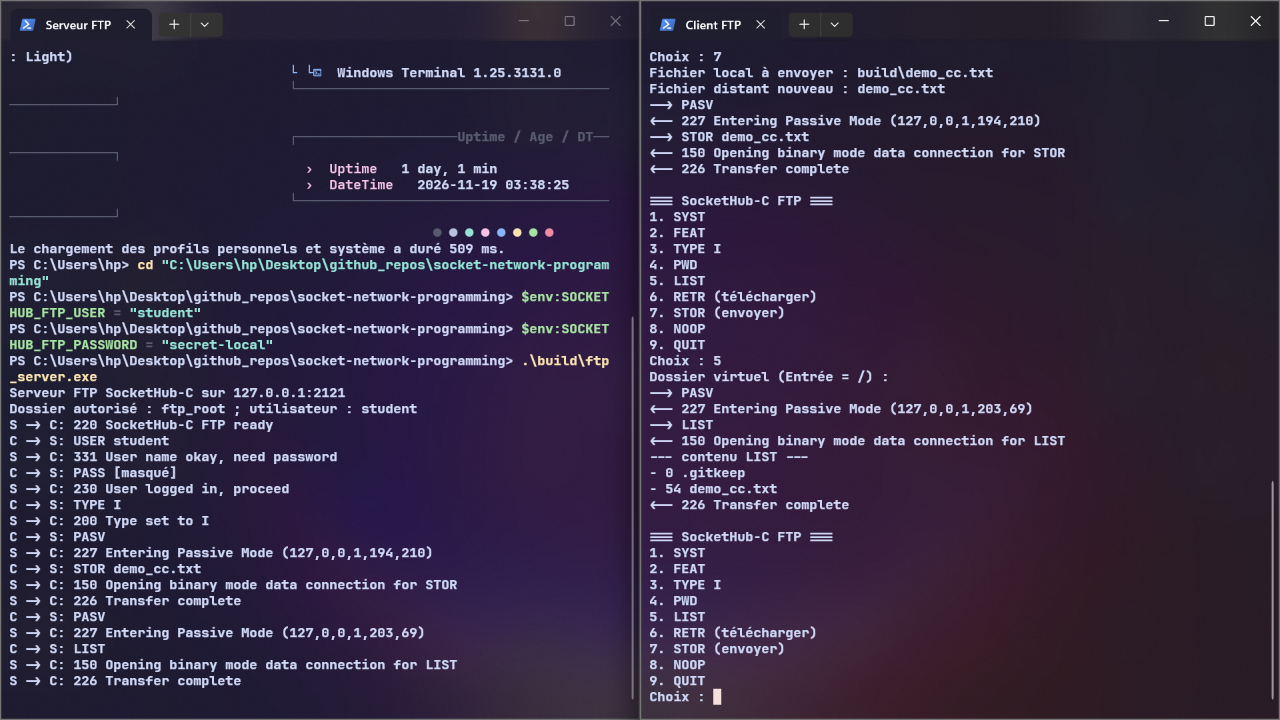 Serveur FTP
: Light)
Windows Terminal 1.25.3131.0
Uptime / Age / DT
› Uptime 1 day, 1 min
› DateTime 2026-11-19 03:38:25
Le chargement des profils personnels et système a duré 509 ms.
PS C:\Users\hp> cd "C:\Users\hp\Desktop\github_repos\socket-network-program
ming"
PS C:\Users\hp\Desktop\github_repos\socket-network-programming> $env:SOCKET
HUB_FTP_USER = "student"
PS C:\Users\hp\Desktop\github_repos\socket-network-programming> $env:SOCKET
HUB_FTP_PASSWORD = "secret-local"
PS C:\Users\hp\Desktop\github_repos\socket-network-programming> .\build\ftp
_server.exe
Serveur FTP SocketHub-C sur 127.0.0.1:2121
Dossier autorisé : ftp_root ; utilisateur : student
S -> C: 220 SocketHub-C FTP ready
C -> S: USER student
S -> C: 331 User name okay, need password
C -> S: PASS [masqué]
S -> C: 230 User logged in, proceed
C -> S: TYPE I
S -> C: 200 Type set to I
C -> S: PASV
S -> C: 227 Entering Passive Mode (127,0,0,1,194,210)
C -> S: STOR demo_cc.txt
S -> C: 150 Opening binary mode data connection for STOR
S -> C: 226 Transfer complete
C -> S: PASV
S -> C: 227 Entering Passive Mode (127,0,0,1,203,69)
C -> S: LIST
S -> C: 150 Opening binary mode data connection for LIST
S -> C: 226 Transfer complete
Client FTP
Choix : 7
Fichier local à envoyer : build\demo_cc.txt
Fichier distant nouveau : demo_cc.txt
--> PASV
<-- 227 Entering Passive Mode (127,0,0,1,194,210)
--> STOR demo_cc.txt
<-- 150 Opening binary mode data connection for STOR
<-- 226 Transfer complete
=== SocketHub-C FTP ===
1. SYST
2. FEAT
3. TYPE I
4. PWD
5. LIST
6. RETR (télécharger)
7. STOR (envoyer)
8. NOOP
9. QUIT
Choix : 5
Dossier virtuel (Entrée = /) :
--> PASV
<-- 227 Entering Passive Mode (127,0,0,1,203,69)
--> LIST
<-- 150 Opening binary mode data connection for LIST
--- contenu LIST ---
- 0 .gitkeep
- 54 demo_cc.txt
<-- 226 Transfer complete
=== SocketHub-C FTP ===
1. SYST
2. FEAT
3. TYPE I
4. PWD
5. LIST
6. RETR (télécharger)
7. STOR (envoyer)
8. NOOP
9. QUIT
Choix :